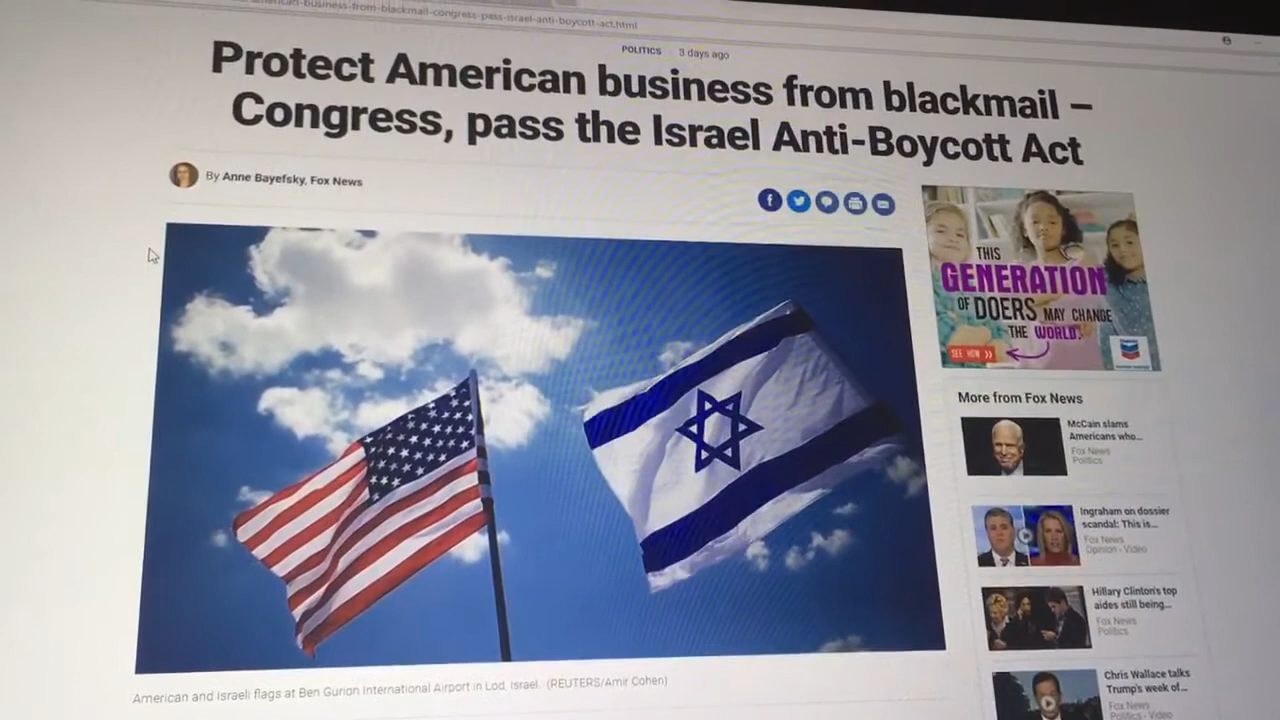 american-business-from-blackmail-congress-pass-israel-anti-boycott-act.html
POLITICS 3 days ago
Protect American business from blackmail –
Congress, pass the Israel Anti-Boycott Act
By Anne Bayefsky, Fox News
THIS
GENERATION
OF DOERS MAY CHANGE
THE WORLD.
SEE HOW »
More from Fox News
McCain slams
Americans who...
Fox News
Politics
Ingraham on dossier
scandal: This is...
Fox News
Opinion - Video
Hillary Clinton's top
aides still being...
Fox News
Politics
Chris Wallace talks
Trump's week of...
Fox News
Politics - Video
American and Israeli flags at Ben Gurion International Airport in Lod, Israel. (REUTERS/Amir Cohen)